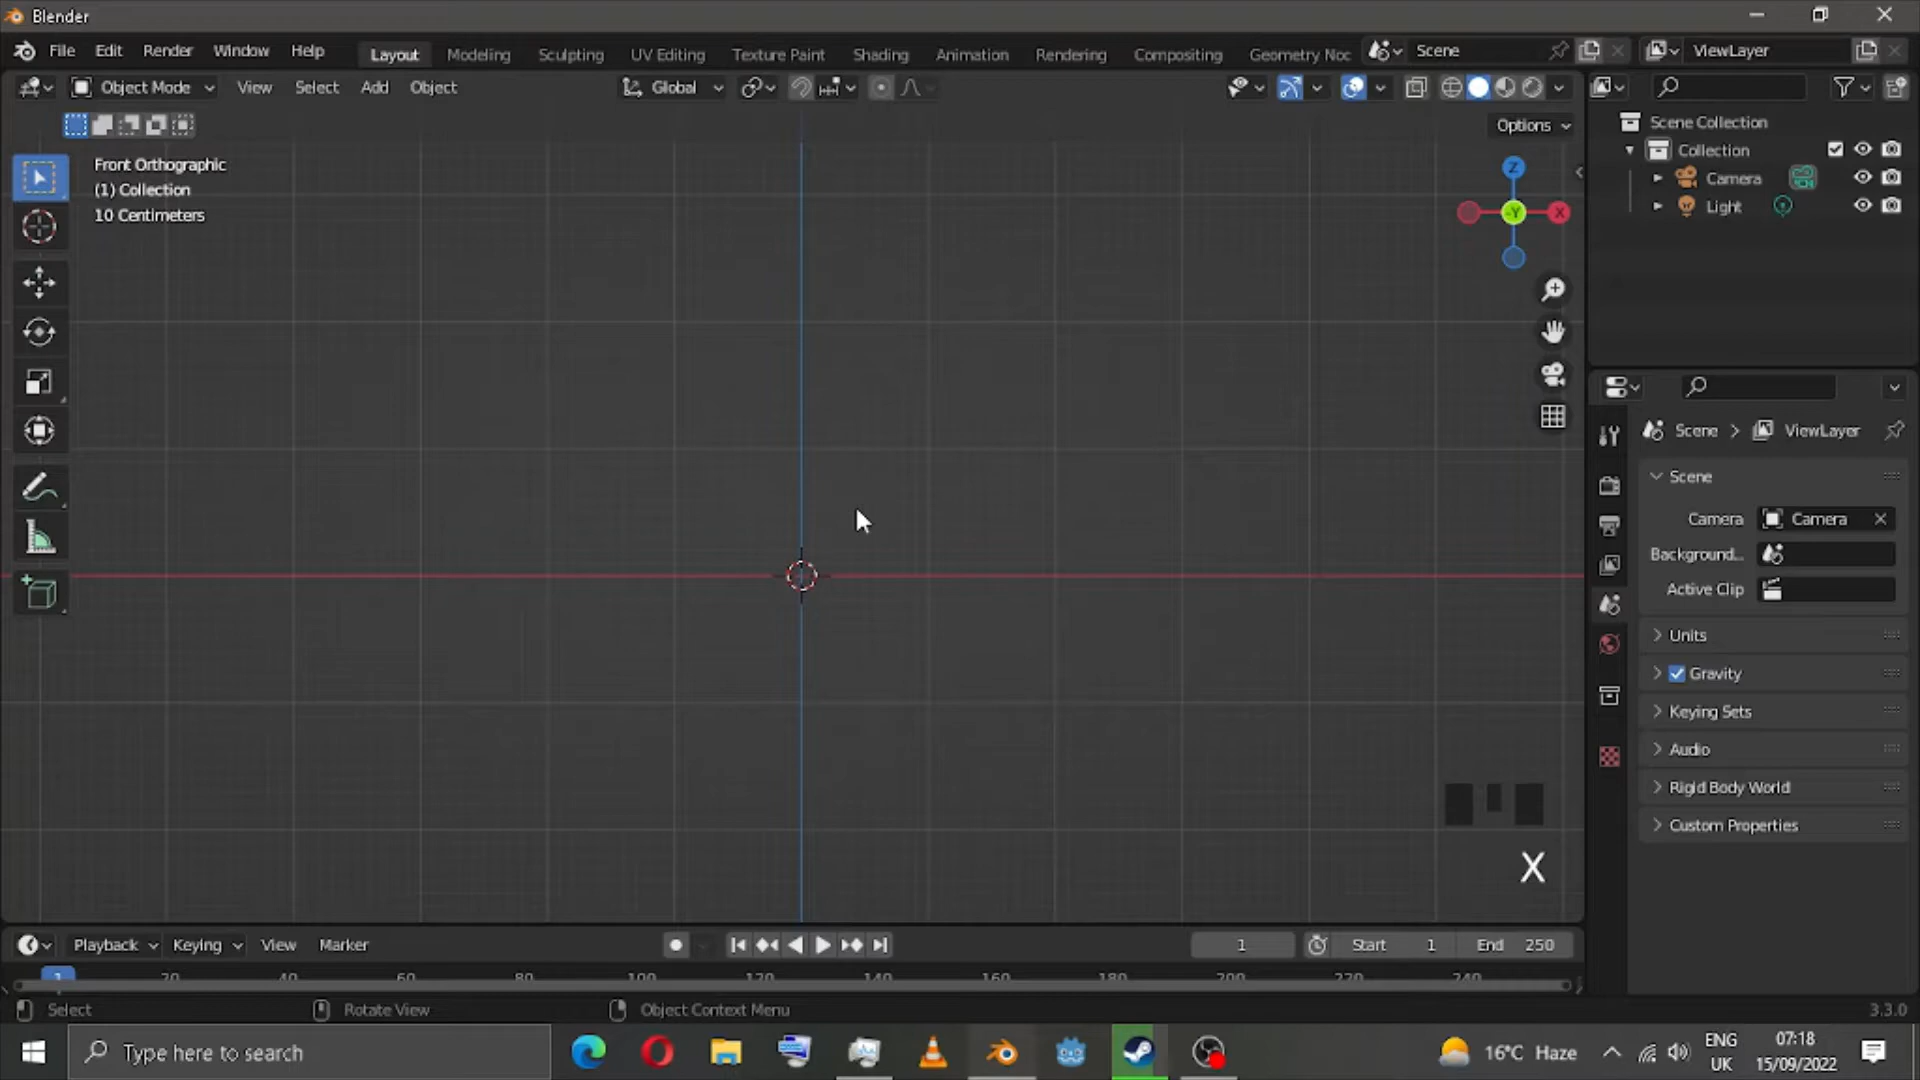 Blender
File Edit Render Window Help Layout Modeling Sculpting UV Editing Texture Paint Shading Animation Rendering Compositing Geometry Noc Scene ViewLayer
Object Mode View Select Add Object Global
Options
Front Orthographic
(1) Collection
10 Centimeters
Z
-Y
X
Scene Collection
Collection
Camera
Light
Scene > ViewLayer
Scene
Camera Camera
Background...
Active Clip
Units
Gravity
Keying Sets
Audio
Rigid Body World
Custom Properties
X
Playback Keying View Marker 1 Start 1 End 250
1 20 40 60 80 100 120 140 160 180 200 220 240
Select Rotate View Object Context Menu 3.3.0
Type here to search
16°C Haze
ENG
UK
07:18
15/09/2022